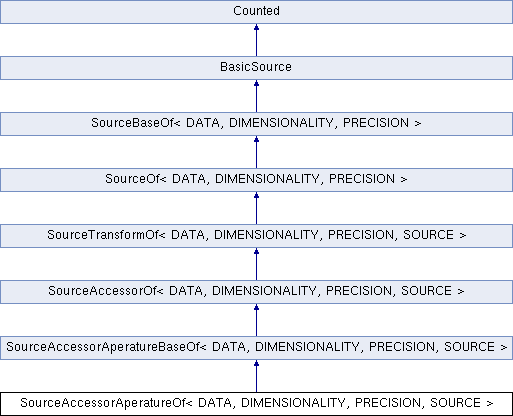 Counted
BasicSource
SourceBaseOf< DATA, DIMENSIONALITY, PRECISION >
SourceOf< DATA, DIMENSIONALITY, PRECISION >
SourceTransformOf< DATA, DIMENSIONALITY, PRECISION, SOURCE >
SourceAccessorOf< DATA, DIMENSIONALITY, PRECISION, SOURCE >
SourceAccessorAperatureBaseOf< DATA, DIMENSIONALITY, PRECISION, SOURCE >
SourceAccessorAperatureOf< DATA, DIMENSIONALITY, PRECISION, SOURCE >